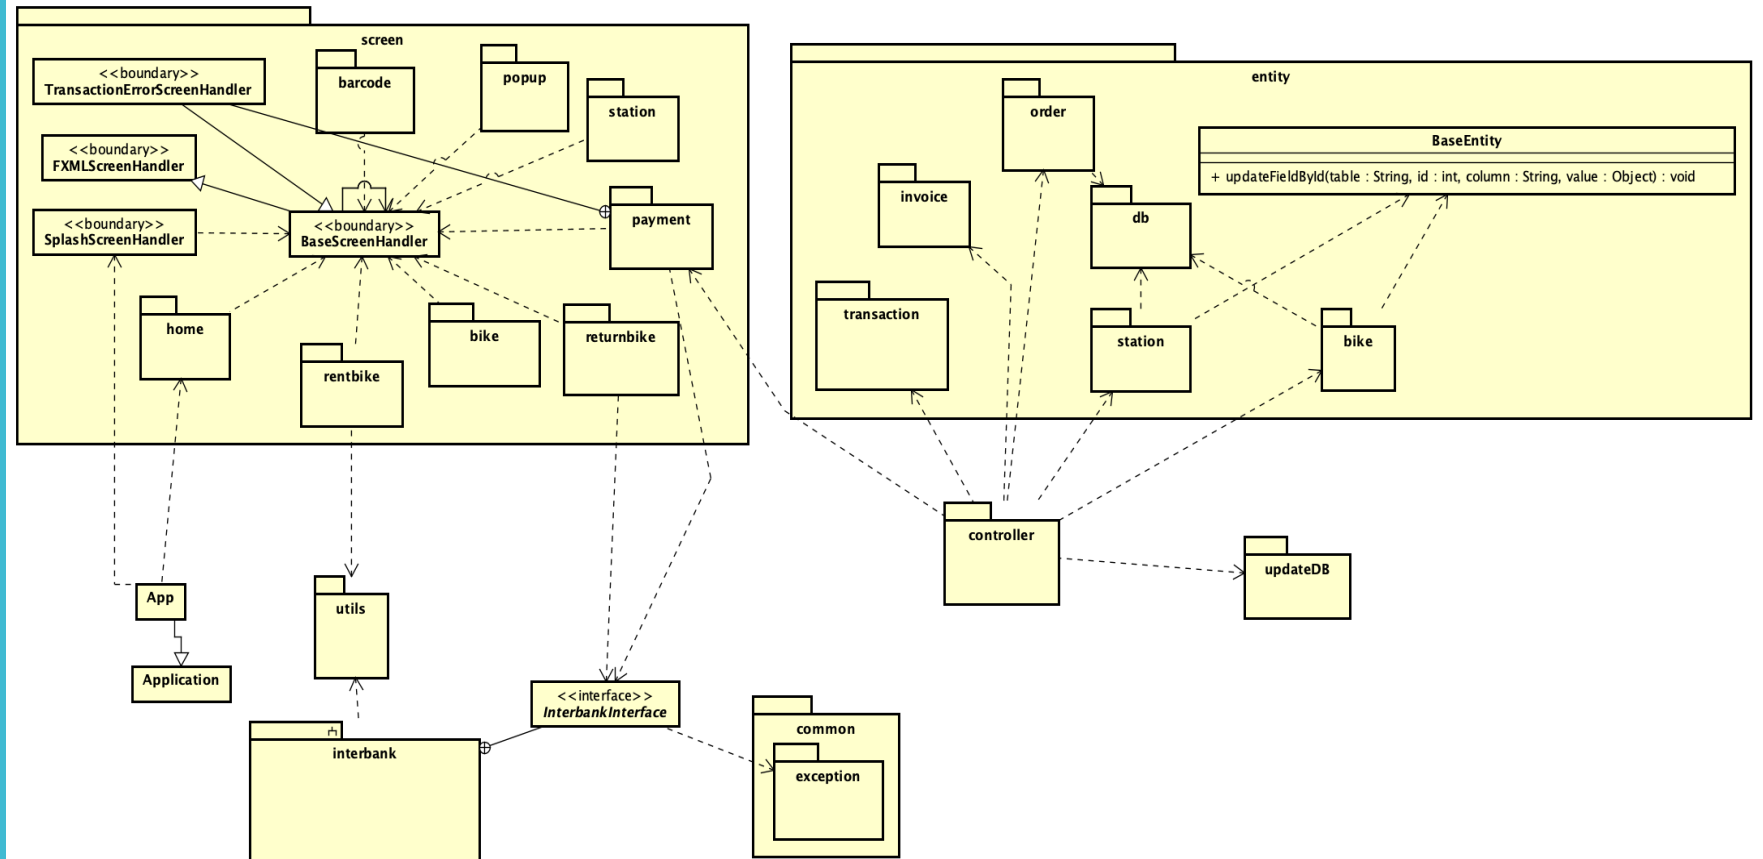 screen
<<boundary>>
TransactionErrorScreenHandler
barcode
popup
station
<<boundary>>
FXMLScreenHandler
<<boundary>>
SplashScreenHandler
<<boundary>>
BaseScreenHandler
payment
home
rentbike
bike
returnbike
entity
order
BaseEntity
+ updateFieldById(table : String, id : int, column : String, value : Object) : void
invoice
db
transaction
station
bike
controller
updateDB
App
Application
utils
interbank
<<interface>>
InterbankInterface
common
exception